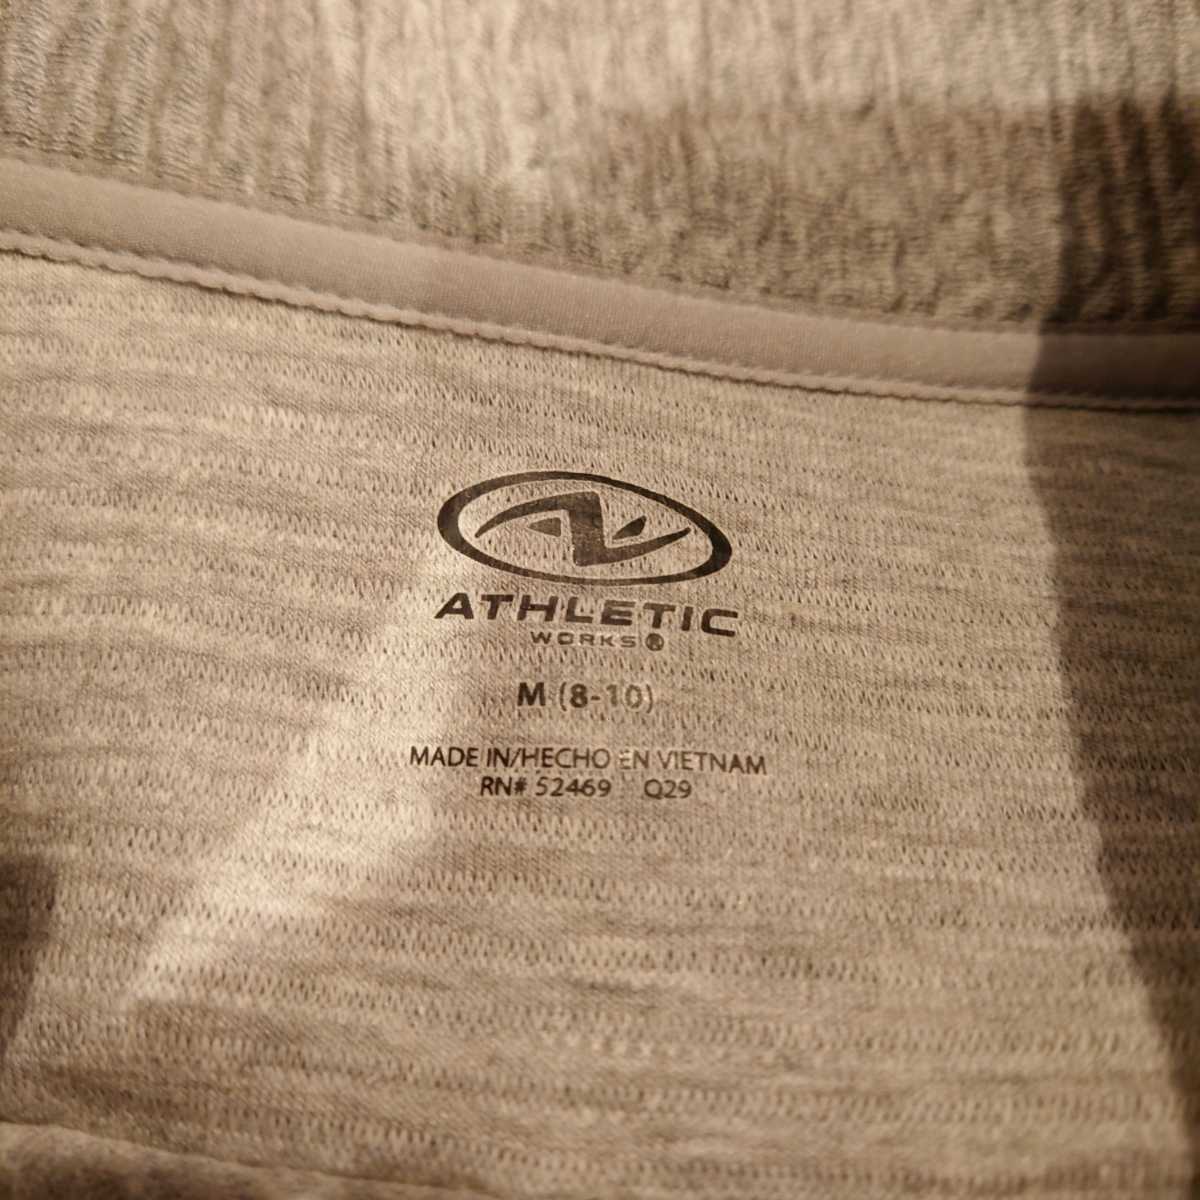 ATHLETIC
WORKS®
M (8-10)
MADE IN/HECHO EN VIETNAM
RN# 52469 Q29